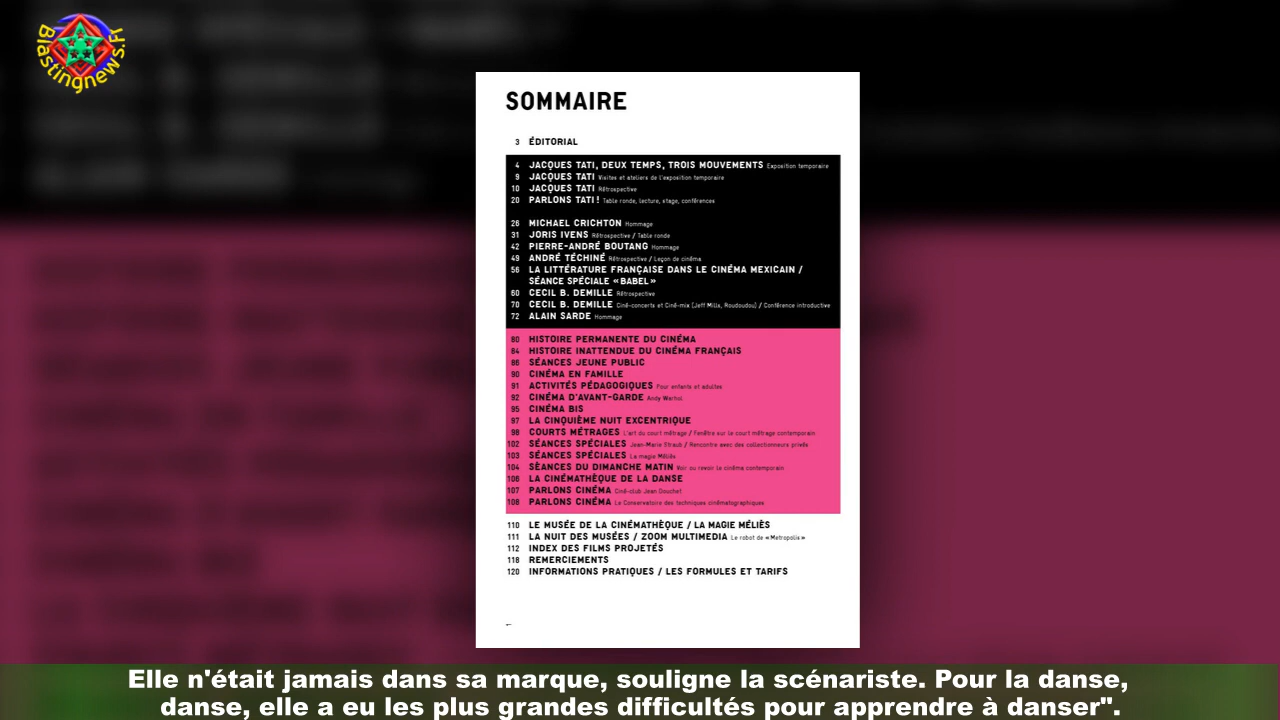 Blastingnews.Fr
SOMMAIRE
3 ÉDITORIAL
4 JACQUES TATI, DEUX TEMPS, TROIS MOUVEMENTS Exposition temporaire
9 JACQUES TATI Visites et ateliers de l'exposition temporaire
10 JACQUES TATI Rétrospective
20 PARLONS TATI ! Table ronde, lecture, stage, conférences
26 MICHAEL CRICHTON Hommage
31 JORIS IVENS Rétrospective / Table ronde
42 PIERRE-ANDRÉ BOUTANG Hommage
49 ANDRÉ TÉCHINÉ Rétrospective / Leçon de cinéma
56 LA LITTÉRATURE FRANÇAISE DANS LE CINÉMA MEXICAIN /
SÉANCE SPÉCIALE « BABEL »
60 CECIL B. DEMILLE Rétrospective
70 CECIL B. DEMILLE Ciné-concerts et Ciné-mix (Jeff Mills, Roudoudou) / Conférence introductive
72 ALAIN SARDE Hommage
80 HISTOIRE PERMANENTE DU CINÉMA
84 HISTOIRE INATTENDUE DU CINÉMA FRANÇAIS
86 SÉANCES JEUNE PUBLIC
90 CINÉMA EN FAMILLE
91 ACTIVITÉS PÉDAGOGIQUES Pour enfants et adultes
92 CINÉMA D'AVANT-GARDE Andy Warhol
95 CINÉMA BIS
97 LA CINQUIÈME NUIT EXCENTRIQUE
98 COURTS MÉTRAGES L'art du court métrage / Fenêtre sur le court métrage contemporain
102 SÉANCES SPÉCIALES Jean-Marie Straub / Rencontre avec des collectionneurs privés
103 SÉANCES SPÉCIALES La magie Méliès
104 SÉANCES DU DIMANCHE MATIN Voir ou revoir le cinéma contemporain
106 LA CINÉMATHÈQUE DE LA DANSE
107 PARLONS CINÉMA Ciné-club Jean Douchet
108 PARLONS CINÉMA Le Conservatoire des techniques cinématographiques
110 LE MUSÉE DE LA CINÉMATHÈQUE / LA MAGIE MÉLIÈS
111 LA NUIT DES MUSÉES / ZOOM MULTIMEDIA Le robot de « Metropolis »
112 INDEX DES FILMS PROJETÉS
118 REMERCIEMENTS
120 INFORMATIONS PRATIQUES / LES FORMULES ET TARIFS
Elle n'était jamais dans sa marque, souligne la scénariste. Pour la danse,
danse, elle a eu les plus grandes difficultés pour apprendre à danser".